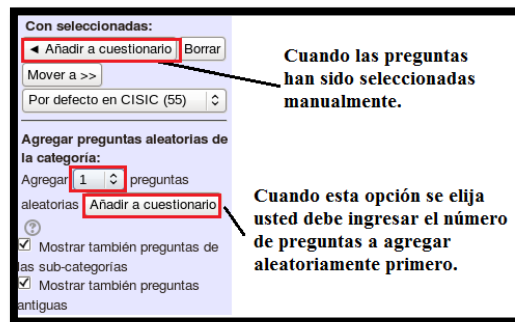 Con seleccionadas:
◄ Añadir a cuestionario Borrar
Mover a >>
Por defecto en CISIC (55)
Cuando las preguntas
han sido seleccionadas
manualmente.
Agregar preguntas aleatorias de
la categoría:
Agregar 1 preguntas
aleatorias Añadir a cuestionario
?
Mostrar también preguntas de
las sub-categorías
Mostrar también preguntas
antiguas
Cuando esta opción se elija
usted debe ingresar el número
de preguntas a agregar
aleatoriamente primero.